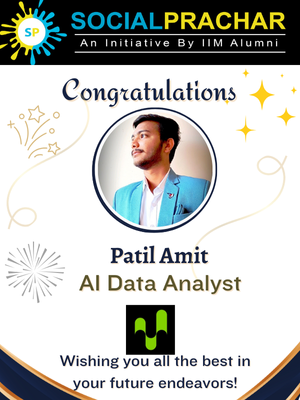 SP
SOCIALPRACHAR
An Initiative By IIM Alumni
Congratulations
Patil Amit
AI Data Analyst
Wishing you all the best in
your future endeavors!